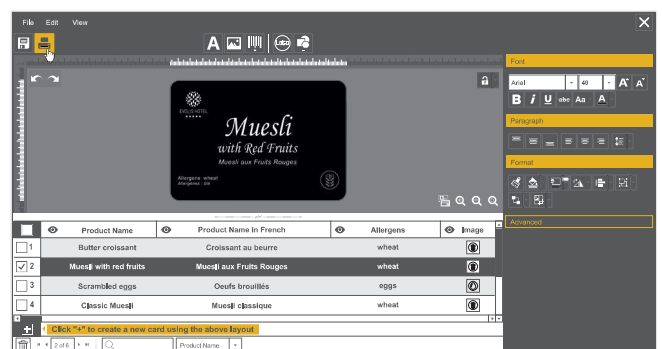 File Edit View
A
Font
Arial 40 A A
B i U abc Aa A
Paragraph
Format
Advanced
EVOLIS HOTEL
Muesli
with Red Fruits
Muesli aux Fruits Rouges
Allergens wheat
Allergènes : blé
Product Name Product Name In French Allergens Image
1 Butter croissant Croissant au beurre wheat
2 Muesli with red fruits Muesli aux Fruits Rouges wheat
3 Scrambled eggs Oeufs brouillés eggs
4 Classic Muesli Muesli classique wheat
Click "+" to create a new card using the above layout
2 of 6 Product Name